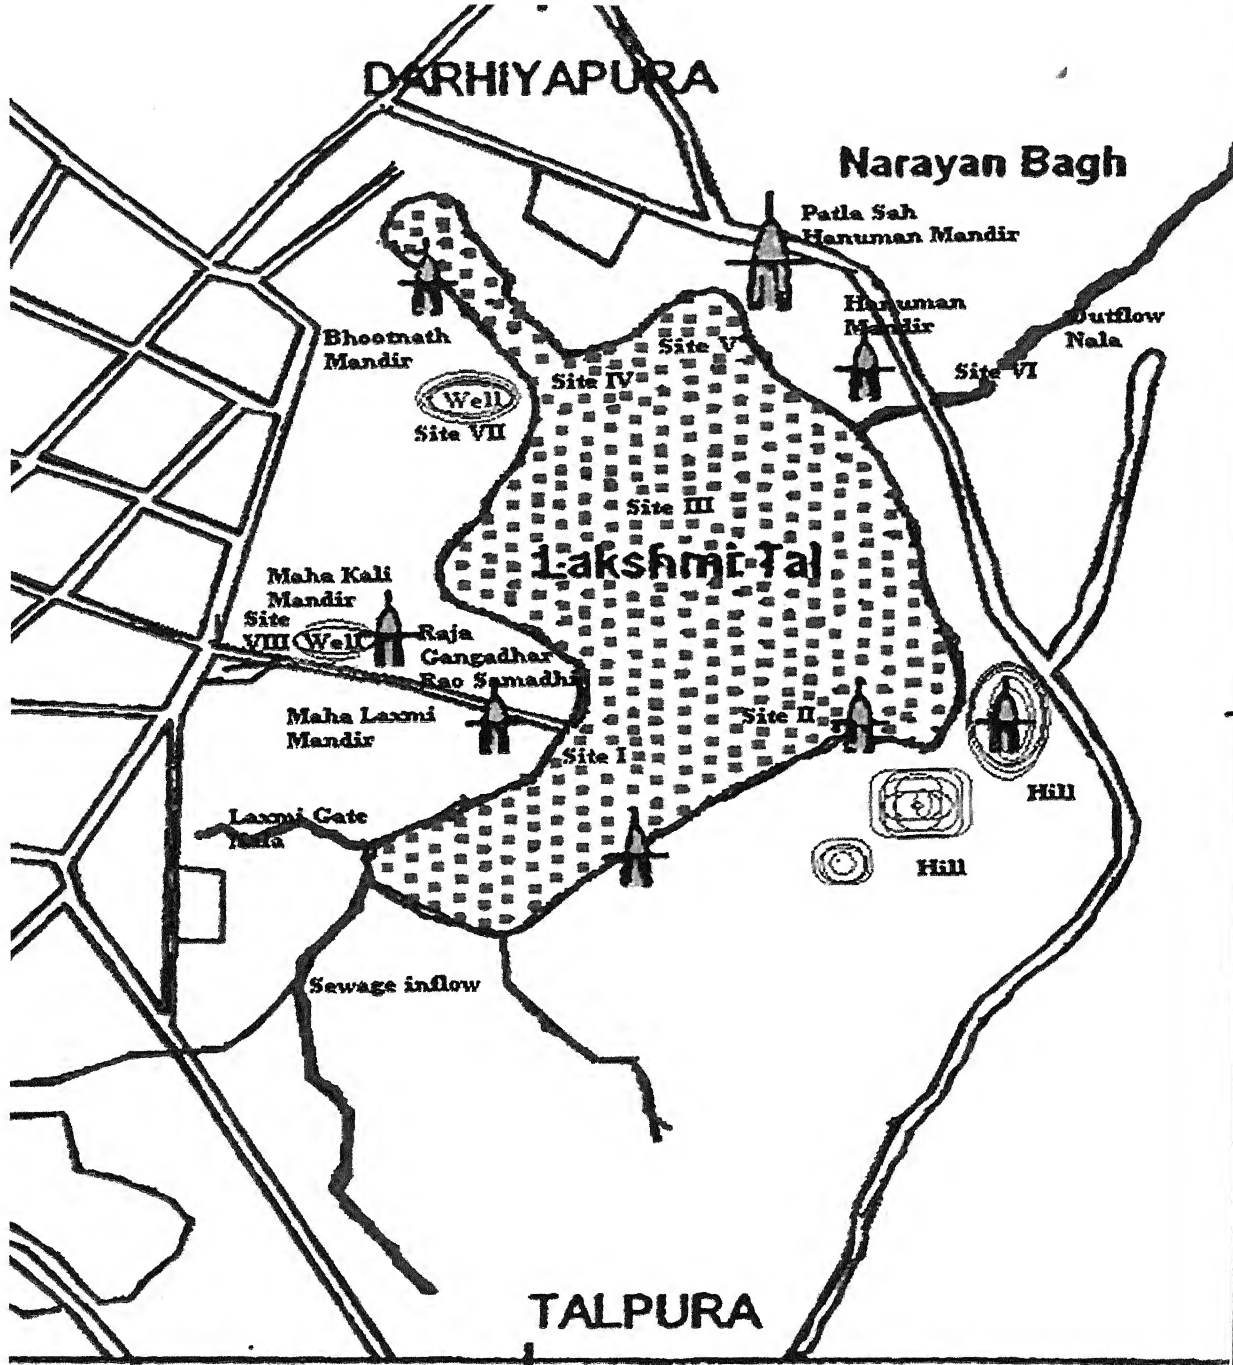 DARHIYAPURA
Narayan Bagh
Patla Sah
Hanuman Mandir
Hanuman
Mandir
Outflow
Nala
Bhootnath
Mandir
Site V
Site IV
Site VI
Well
Site VII
Site III
Lakshmi Tal
Maha Kali
Mandir
Site
VIII
Well
Raja
Gangadhar
Rao Samadhi
Maha Laxmi
Mandir
Site II
Site I
Hill
Laxmi Gate
Nala
Hill
Sewage inflow
TALPURA